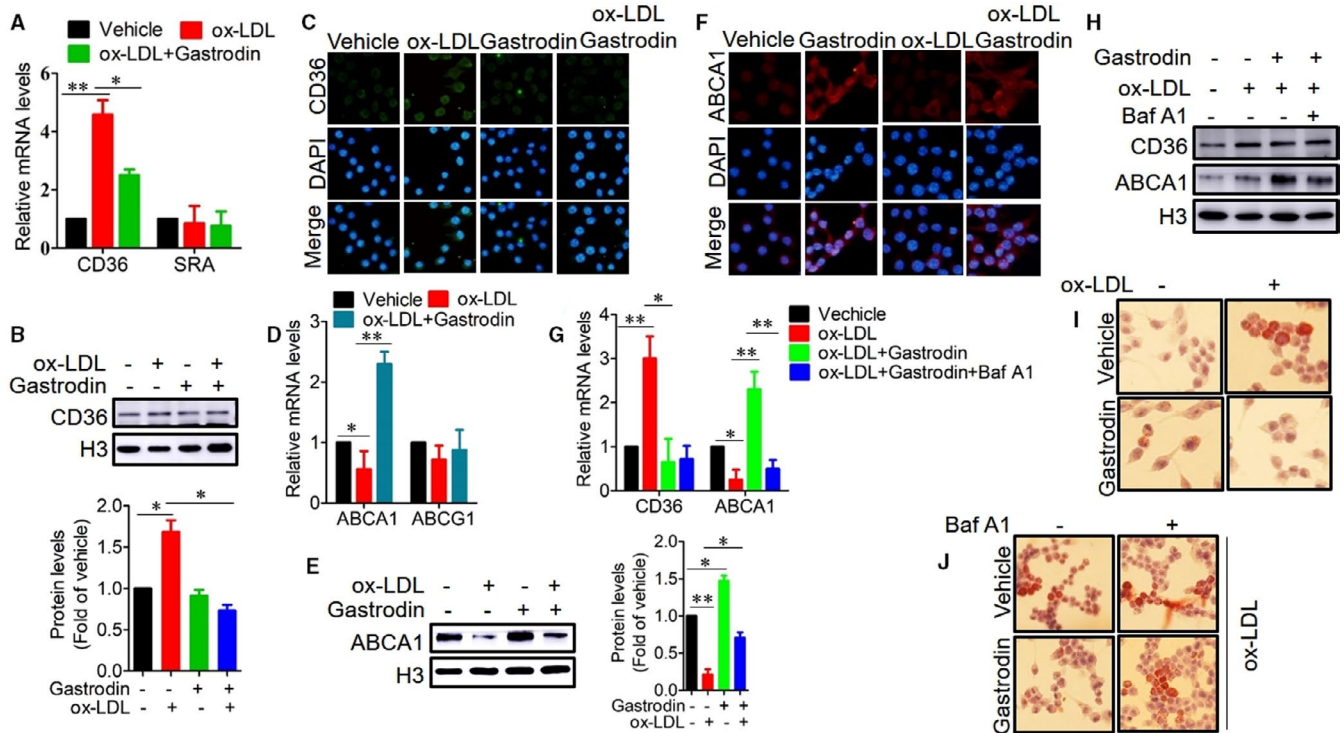 A
Vehicle
ox-LDL
ox-LDL+Gastrodin
Relative mRNA levels
6
4
2
0
** *
CD36
SRA
B
ox-LDL - + - +
Gastrodin - - + +
CD36
H3
Protein levels
(Fold of vehicle)
2.0
1.5
1.0
0.5
0.0
* *
Gastrodin - - + +
ox-LDL - + - +
C
Vehicle
ox-LDL
Gastrodin
ox-LDL
Gastrodin
CD36
DAPI
Merge
D
Vehicle
ox-LDL
ox-LDL+Gastrodin
Relative mRNA levels
3
2
1
0
**
*
ABCA1
ABCG1
E
ox-LDL - + - +
Gastrodin - - + +
ABCA1
H3
Protein levels
(Fold of vehicle)
2.0
1.5
1.0
0.5
0.0
*
*
**
Gastrodin - - + +
ox-LDL - + - +
F
Vehicle
Gastrodin
ox-LDL
ox-LDL
Gastrodin
ABCA1
DAPI
Merge
G
Vechicle
ox-LDL
ox-LDL+Gastrodin
ox-LDL+Gastrodin+Baf A1
Relative mRNA levels
4
3
2
1
0
*
**
**
**
*
CD36
ABCA1
H
Gastrodin - - + +
ox-LDL - + + +
Baf A1 - - - +
CD36
ABCA1
H3
I
ox-LDL - +
Vehicle
Gastrodin
J
Baf A1 - +
Vehicle
Gastrodin
ox-LDL